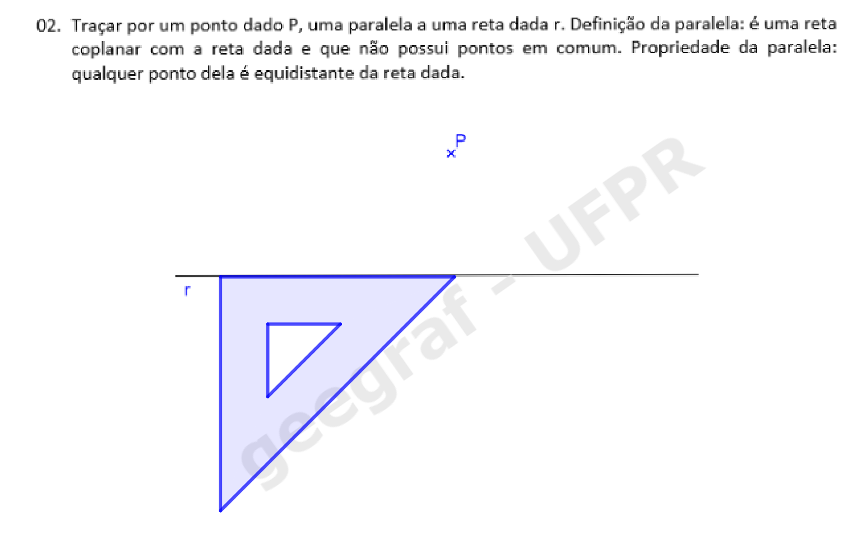 02. Traçar por um ponto dado P, uma paralela a uma reta dada r. Definição da paralela: é uma reta
coplanar com a reta dada e que não possui pontos em comum. Propriedade da paralela:
qualquer ponto dela é equidistante da reta dada.
P
r
geegraf - UFPR